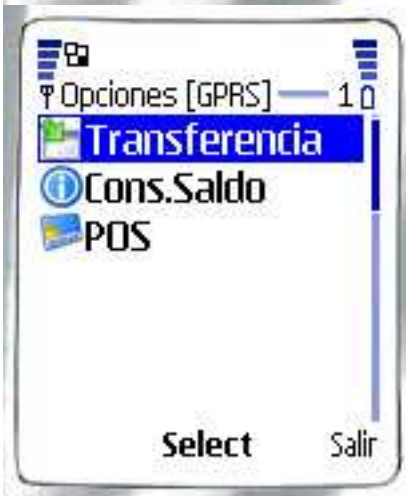 Opciones [GPRS] 1
Transferencia
Cons.Saldo
POS
Select Salir